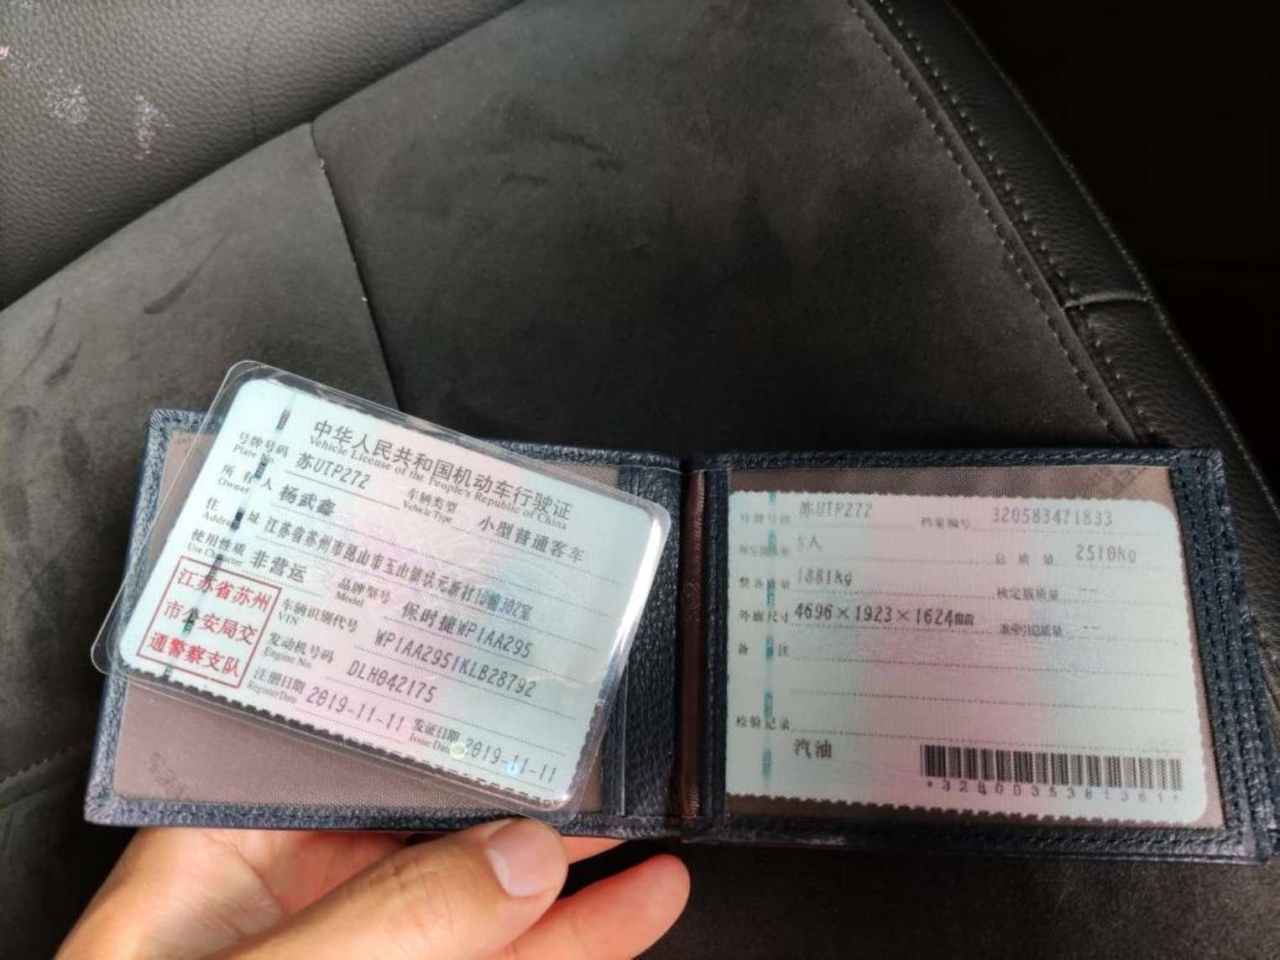 中华人民共和国机动车行驶证
Vehicle License of the People's Republic of China
号牌号码 苏UTP272 车辆类型 小型普通客车
Plate No. Vehicle Type
所有人 杨武鑫
Owner
住址 江苏省苏州市昆山市玉山镇状元新村 302室
Address
使用性质 非营运 品牌型号 保时捷WP1AA295
Use Character Model
江苏省苏州
市公安局交
通警察支队
车辆识别代号 WP1AA2951KLB28792
VIN
发动机号码 DLH042175
Engine No.
注册日期 2019-11-11 发证日期 2019-11-11
Register Date Issue Date
号牌号码 苏UTP272 档案编号 320583471833
5人 总质量 2510kg
整备质量 1881kg 核定载质量 --
外廓尺寸 4696×1923×1624mm 准牵引总质量 --
备注
检验记录
汽油